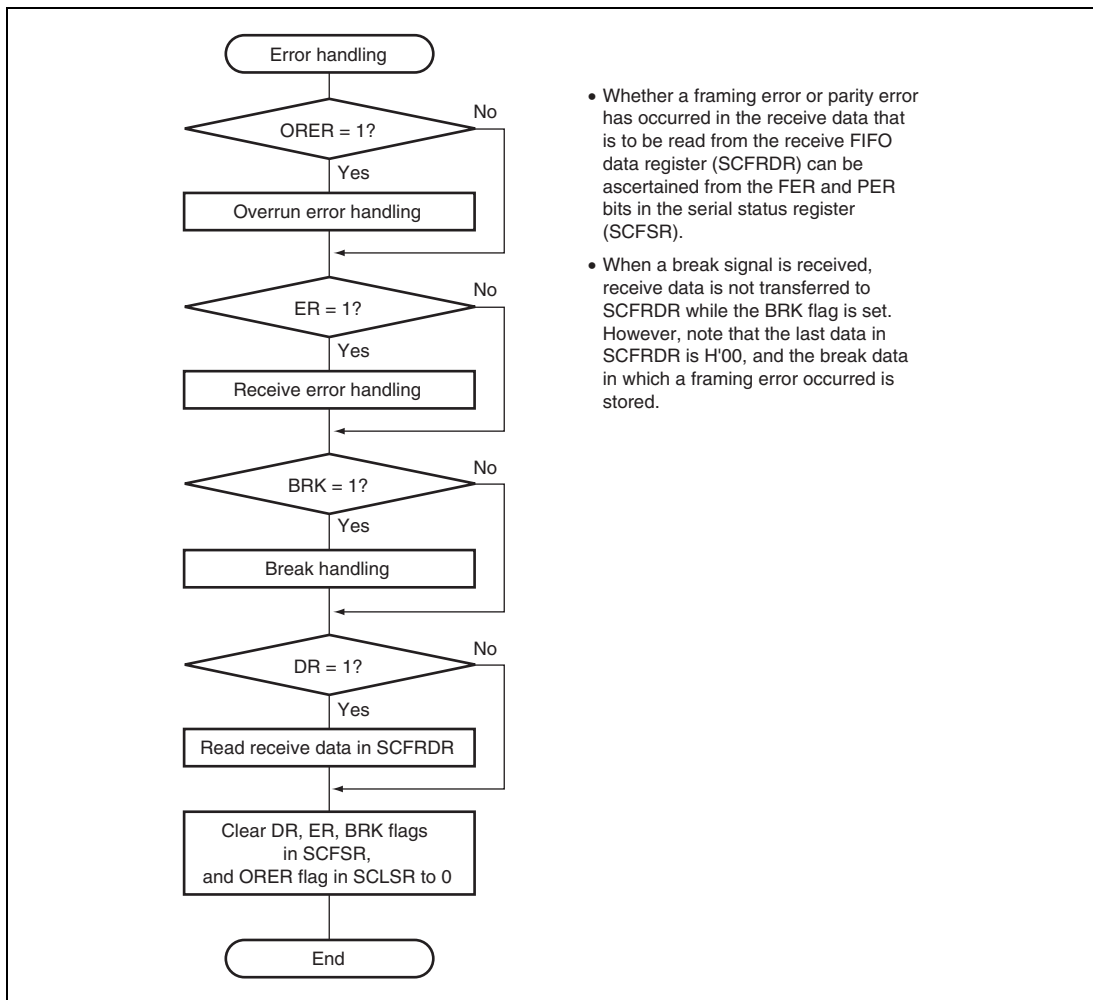 Error handling
No
ORER = 1?
Yes
Overrun error handling
No
ER = 1?
Yes
Receive error handling
No
BRK = 1?
Yes
Break handling
No
DR = 1?
Yes
Read receive data in SCFRDR
Clear DR, ER, BRK flags
in SCFSR,
and ORER flag in SCLSR to 0
End
• Whether a framing error or parity error
has occurred in the receive data that
is to be read from the receive FIFO
data register (SCFRDR) can be
ascertained from the FER and PER
bits in the serial status register
(SCFSR).
• When a break signal is received,
receive data is not transferred to
SCFRDR while the BRK flag is set.
However, note that the last data in
SCFRDR is H'00, and the break data
in which a framing error occurred is
stored.